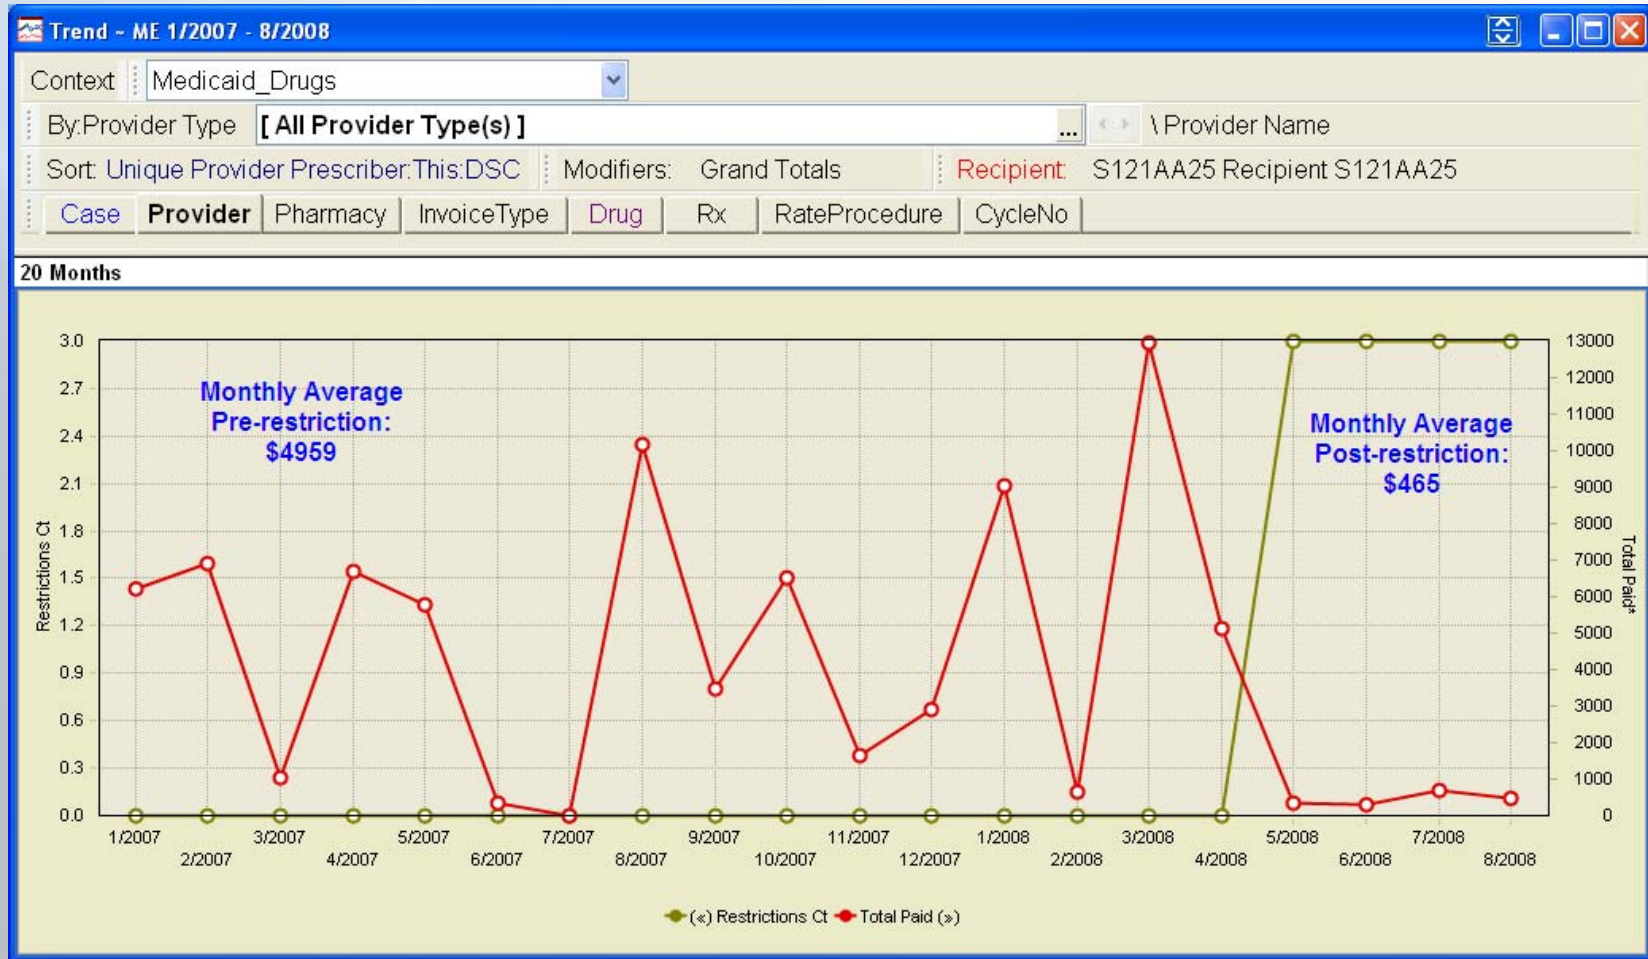 Trend ~ ME 1/2007 - 8/2008
Context Medicaid_Drugs
By:Provider Type [ All Provider Type(s) ] ... \ Provider Name
Sort: Unique Provider Prescriber:This:DSC Modifiers: Grand Totals Recipient: S121AA25 Recipient S121AA25
Case Provider Pharmacy InvoiceType Drug Rx RateProcedure CycleNo
20 Months
3.0
2.7
2.4
2.1
1.8
1.5
1.2
0.9
0.6
0.3
0.0
Restrictions Ct
Monthly Average
Pre-restriction:
$4959
Monthly Average
Post-restriction:
$465
13000
12000
11000
10000
9000
8000
7000
6000
5000
4000
3000
2000
1000
0
Total Paid*
1/2007 3/2007 5/2007 7/2007 9/2007 11/2007 1/2008 3/2008 5/2008 7/2008
2/2007 4/2007 6/2007 8/2007 10/2007 12/2007 2/2008 4/2008 6/2008 8/2008
(«) Restrictions Ct Total Paid (»)